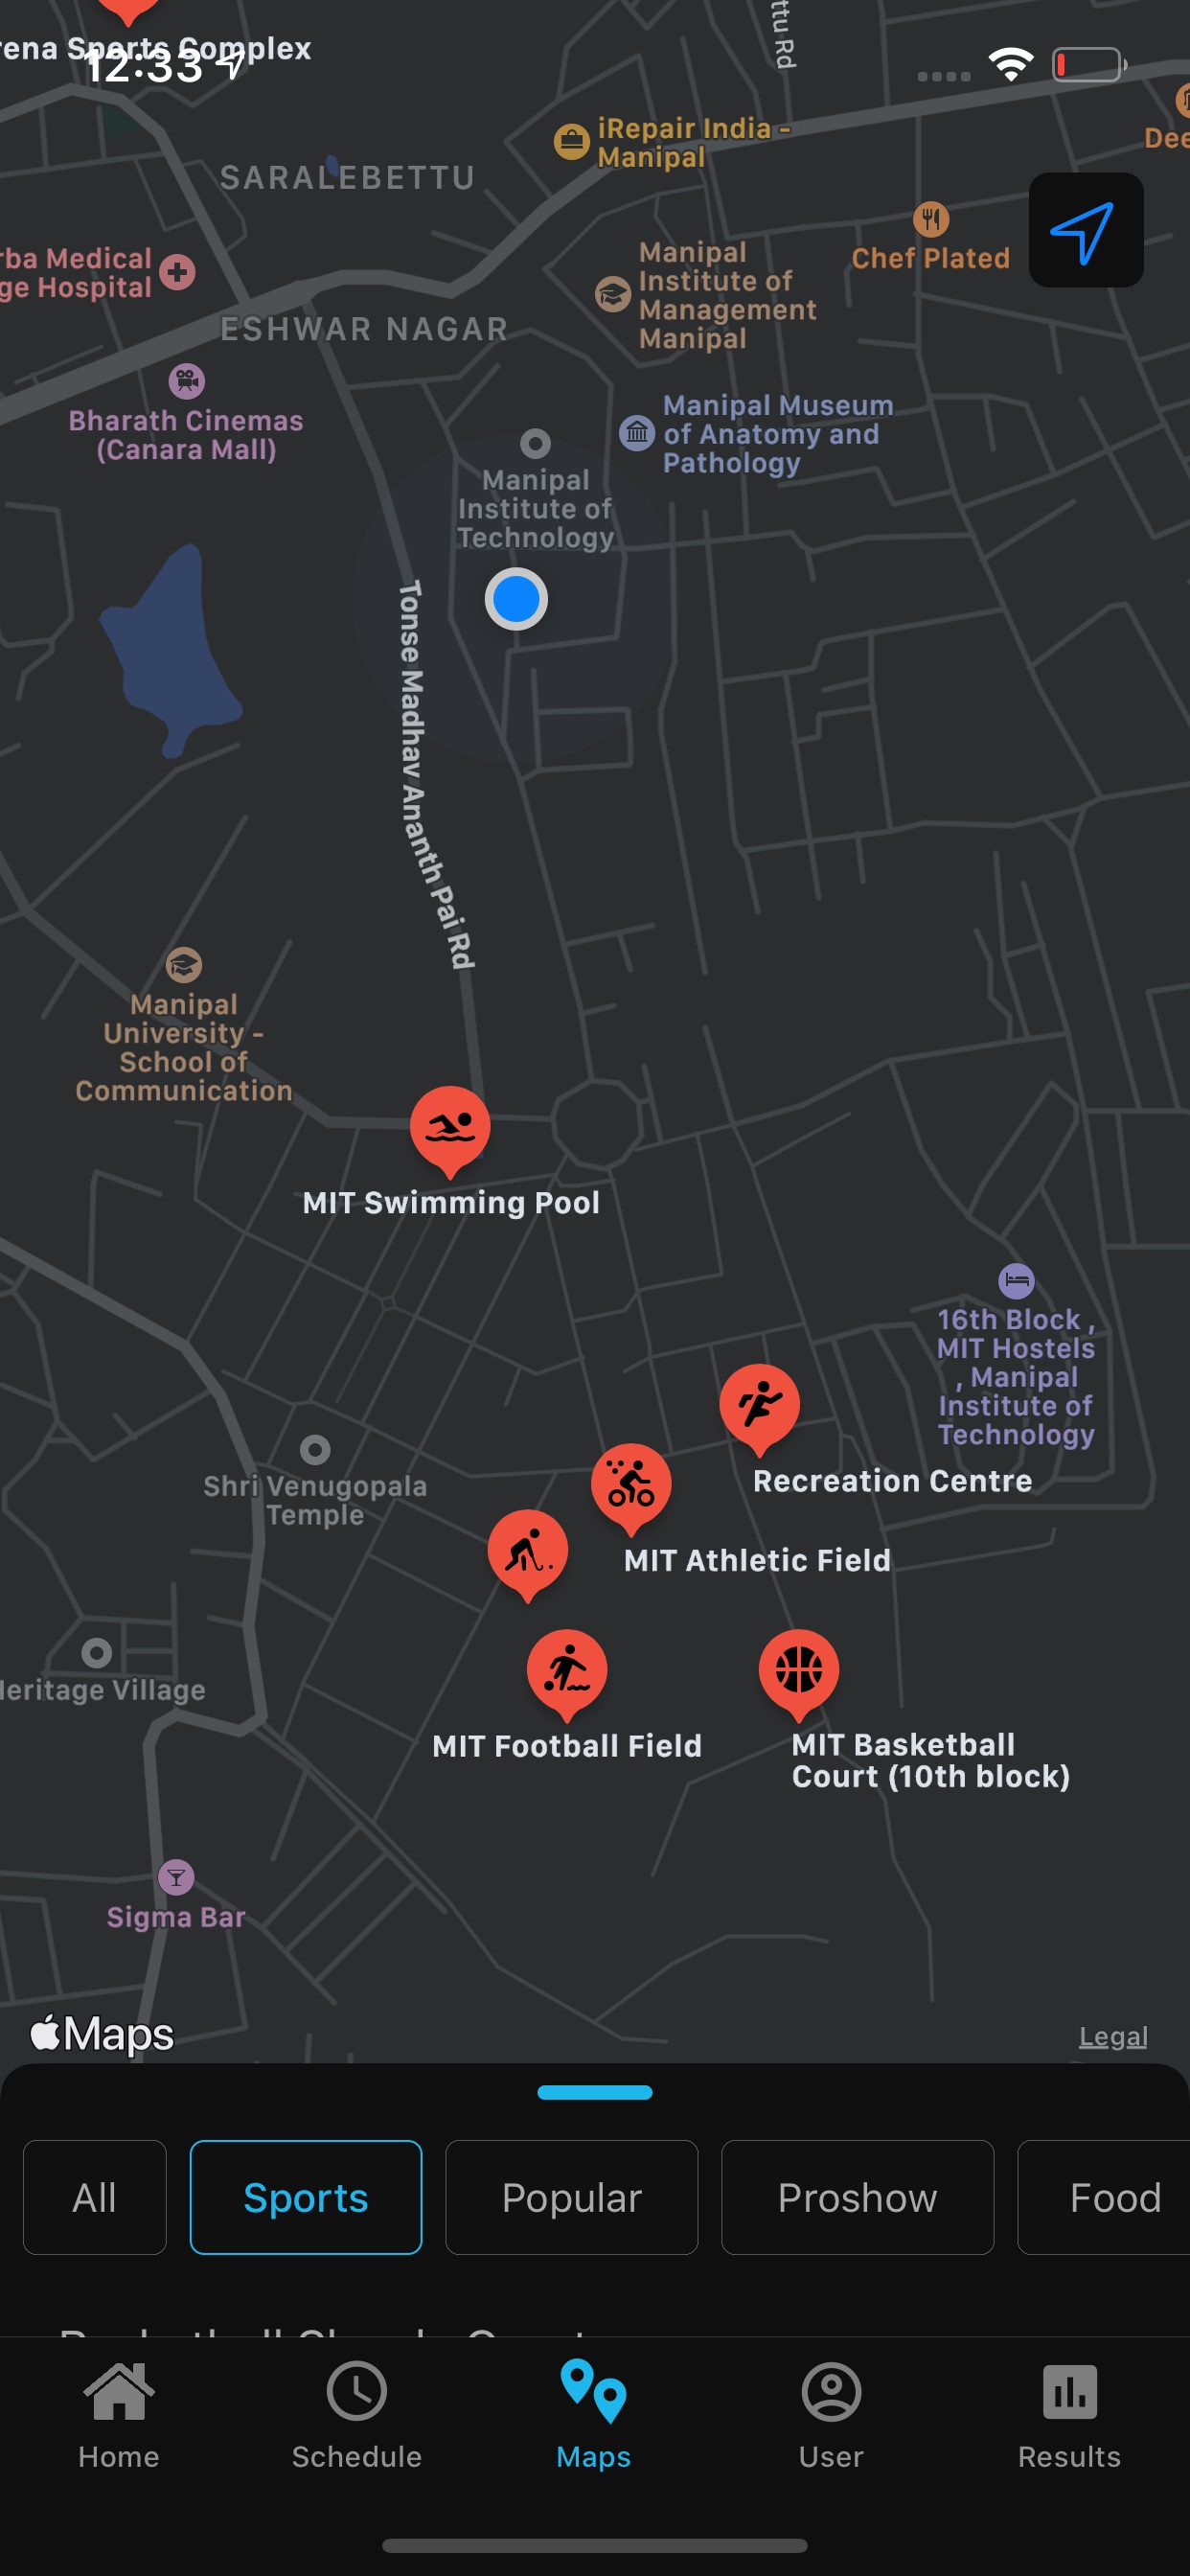 rena Sports Complex
12:33
ttu Rd
iRepair India -
Manipal
Dee
SARALEBETTU
Chef Plated
rba Medical
ge Hospital
Manipal
Institute of
Management
Manipal
ESHWAR NAGAR
Bharath Cinemas
(Canara Mall)
Manipal Museum
of Anatomy and
Pathology
Manipal
Institute of
Technology
Tonse Madhav Ananth Pai Rd
Manipal
University -
School of
Communication
MIT Swimming Pool
16th Block ,
MIT Hostels
, Manipal
Institute of
Technology
Recreation Centre
Shri Venugopala
Temple
MIT Athletic Field
Heritage Village
MIT Football Field
MIT Basketball
Court (10th block)
Sigma Bar
Maps
Legal
All
Sports
Popular
Proshow
Food
Home
Schedule
Maps
User
Results